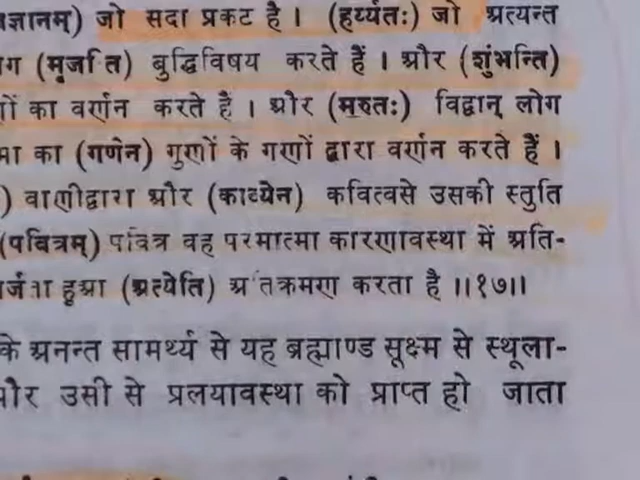 ज्ञानम्) जो सदा प्रकट है । (हर्य्यतः) जो अत्यन्त
(मृजन्ति) बुद्धिविषय करते हैं । और (शुंभन्ति)
का वर्णन करते है । और (मरुतः) विद्वान् लोग
का (गणेन) गुणों के गणों द्वारा वर्णन करते हैं ।
) वाणीद्वारा और (काव्येन) कवित्वसे उसकी स्तुति
(पवित्रम्) पवित्र वह परमात्मा कारणावस्था में अति-
हुआ (अत्येति) अतिक्रमण करता है ॥१७॥
के अनन्त सामर्थ्य से यह ब्रह्माण्ड सूक्ष्म से स्थूला-
और उसी से प्रलयावस्था को प्राप्त हो जाता